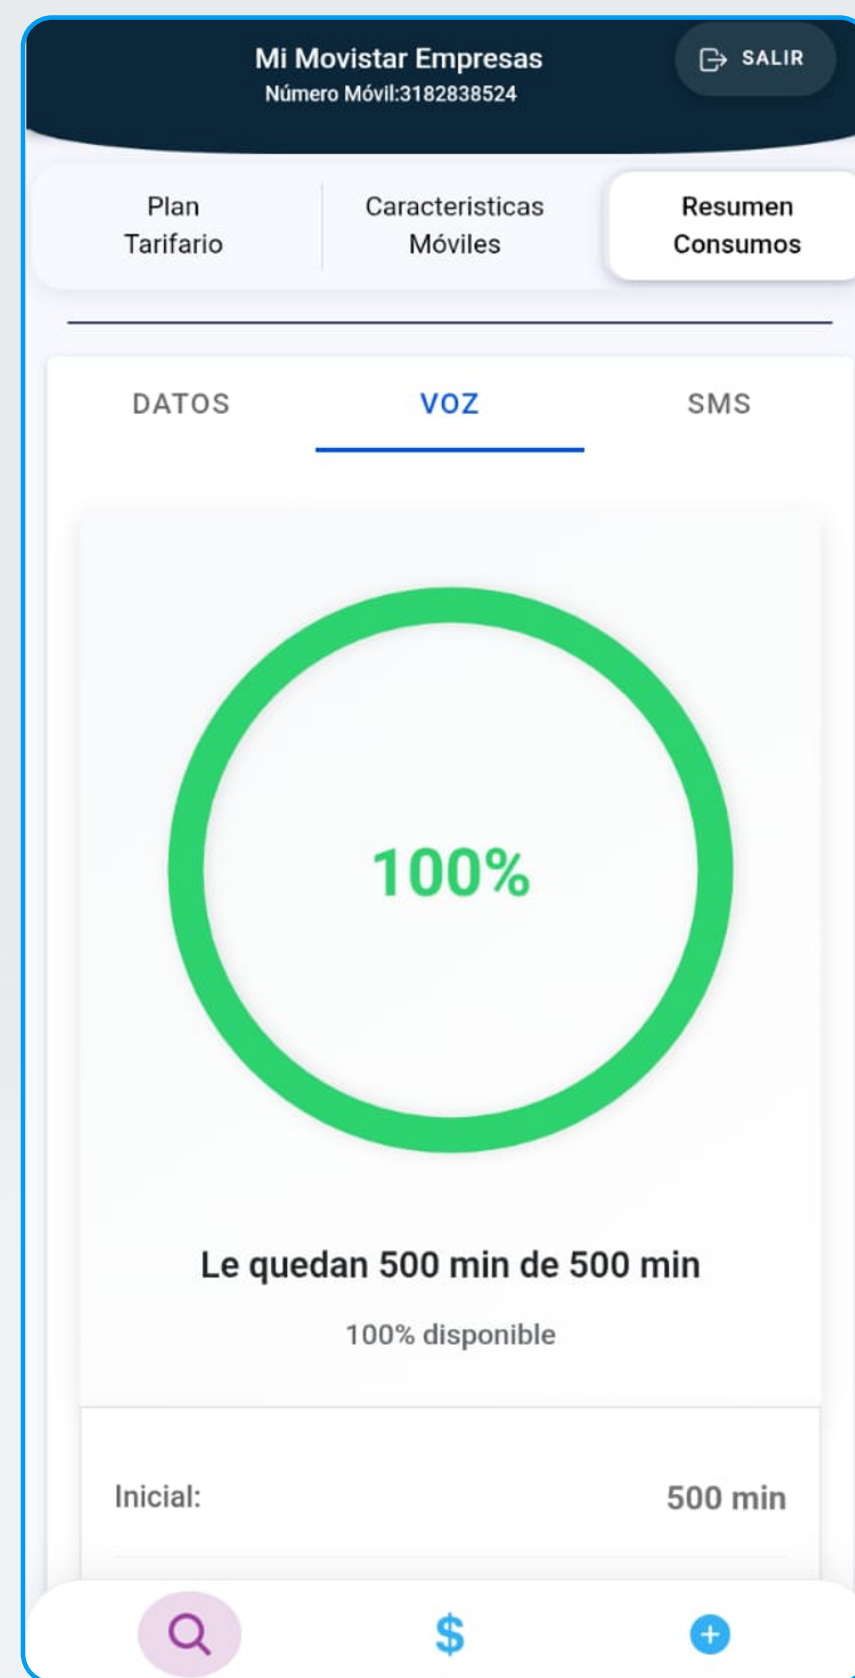 Mi Movistar Empresas
SALIR
Número Móvil:3182838524
Plan
Tarifario
Caracteristicas
Móviles
Resumen
Consumos
DATOS
VOZ
SMS
100%
Le quedan 500 min de 500 min
100% disponible
Inicial:
500 min
$